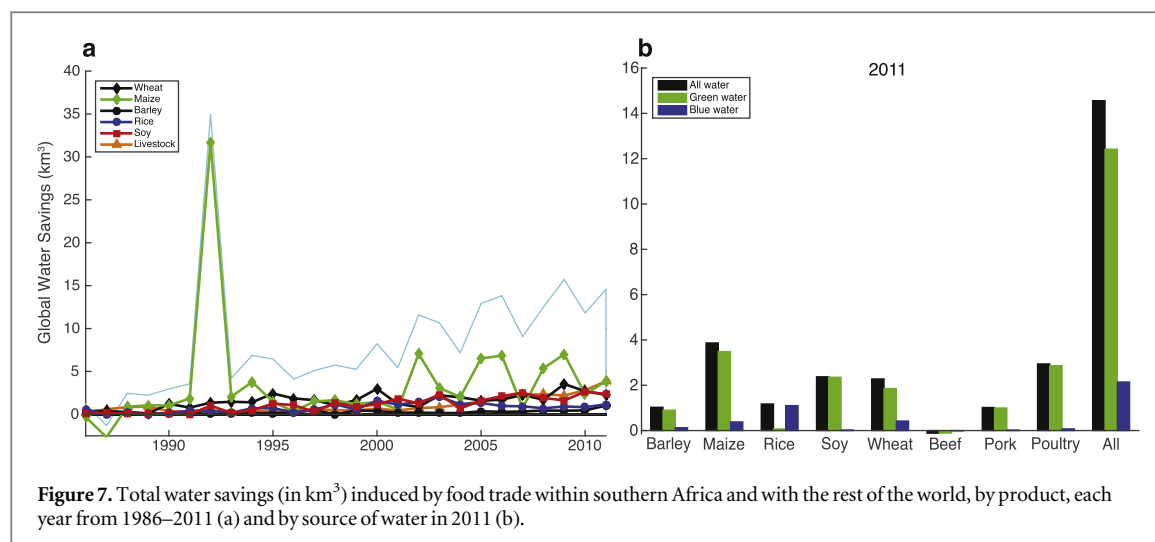 a
40
35
30
25
20
15
10
5
0
Global Water Savings (km³)
Wheat
Maize
Barley
Rice
Soy
Livestock
1990 1995 2000 2005 2010
b
2011
16
14
12
10
8
6
4
2
0
All water
Green water
Blue water
Barley Maize Rice Soy Wheat Beef Pork Poultry All
Figure 7. Total water savings (in km³) induced by food trade within southern Africa and with the rest of the world, by product, each
year from 1986–2011 (a) and by source of water in 2011 (b).